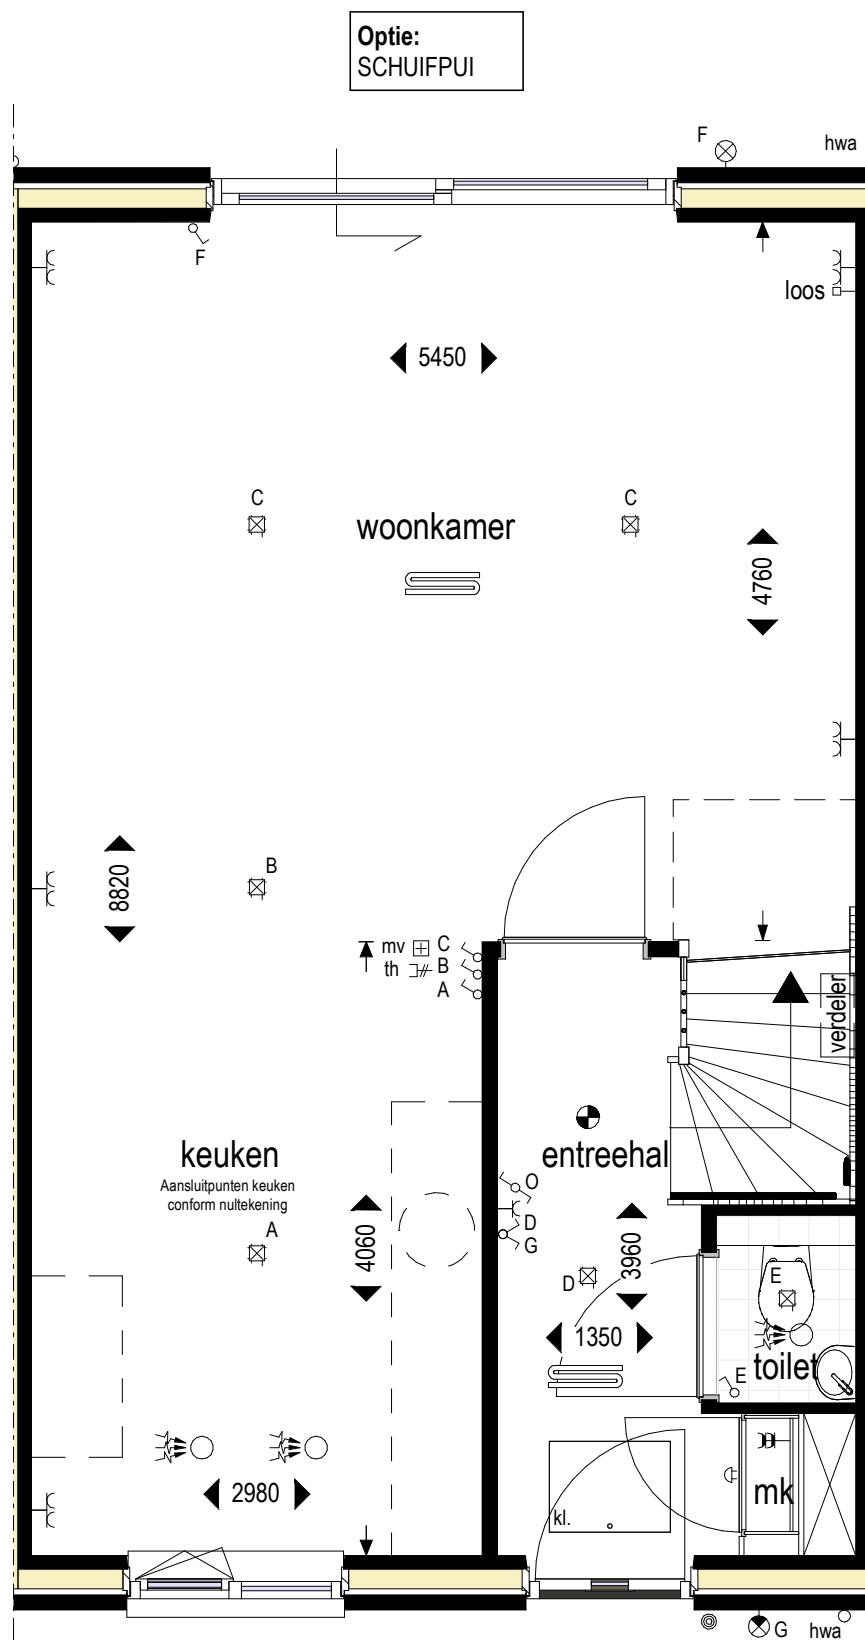 Optie:
SCHUIFPUI
F
hwa
F
loos
5450
C
C
woonkamer
4760
8820
B
mv C
th B
A
verdeler
keuken
Aansluitpunten keuken
conform nultekening
entreehal
O
D
G
A
4060
3960
D
E
1350
toilet
E
2980
mk
kl.
G
hwa